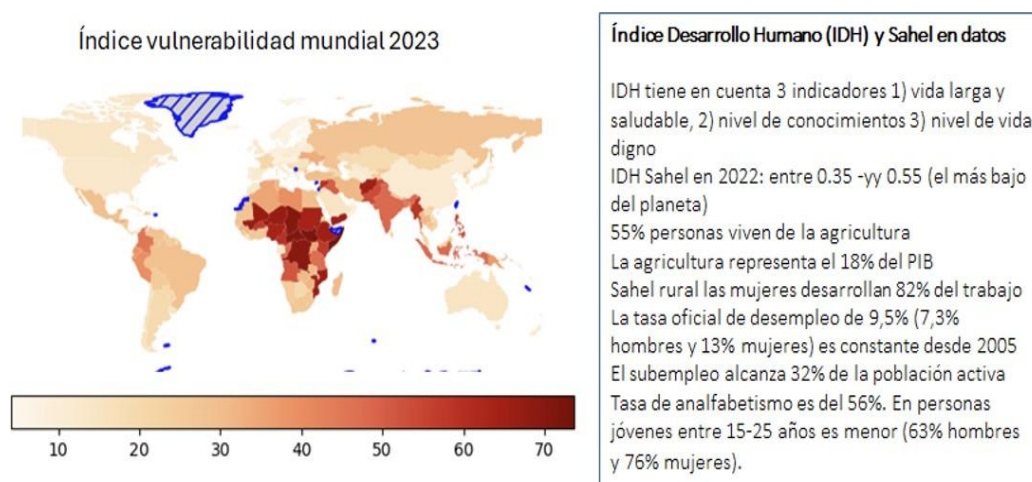 Índice vulnerabilidad mundial 2023
10 20 30 40 50 60 70
Índice Desarrollo Humano (IDH) y Sahel en datos
IDH tiene en cuenta 3 indicadores 1) vida larga y
saludable, 2) nivel de conocimientos 3) nivel de vida
digno
IDH Sahel en 2022: entre 0.35 -yy 0.55 (el más bajo
del planeta)
55% personas viven de la agricultura
La agricultura representa el 18% del PIB
Sahel rural las mujeres desarrollan 82% del trabajo
La tasa oficial de desempleo de 9,5% (7,3%
hombres y 13% mujeres) es constante desde 2005
El subempleo alcanza 32% de la población activa
Tasa de analfabetismo es del 56%. En personas
jóvenes entre 15-25 años es menor (63% hombres
y 76% mujeres).